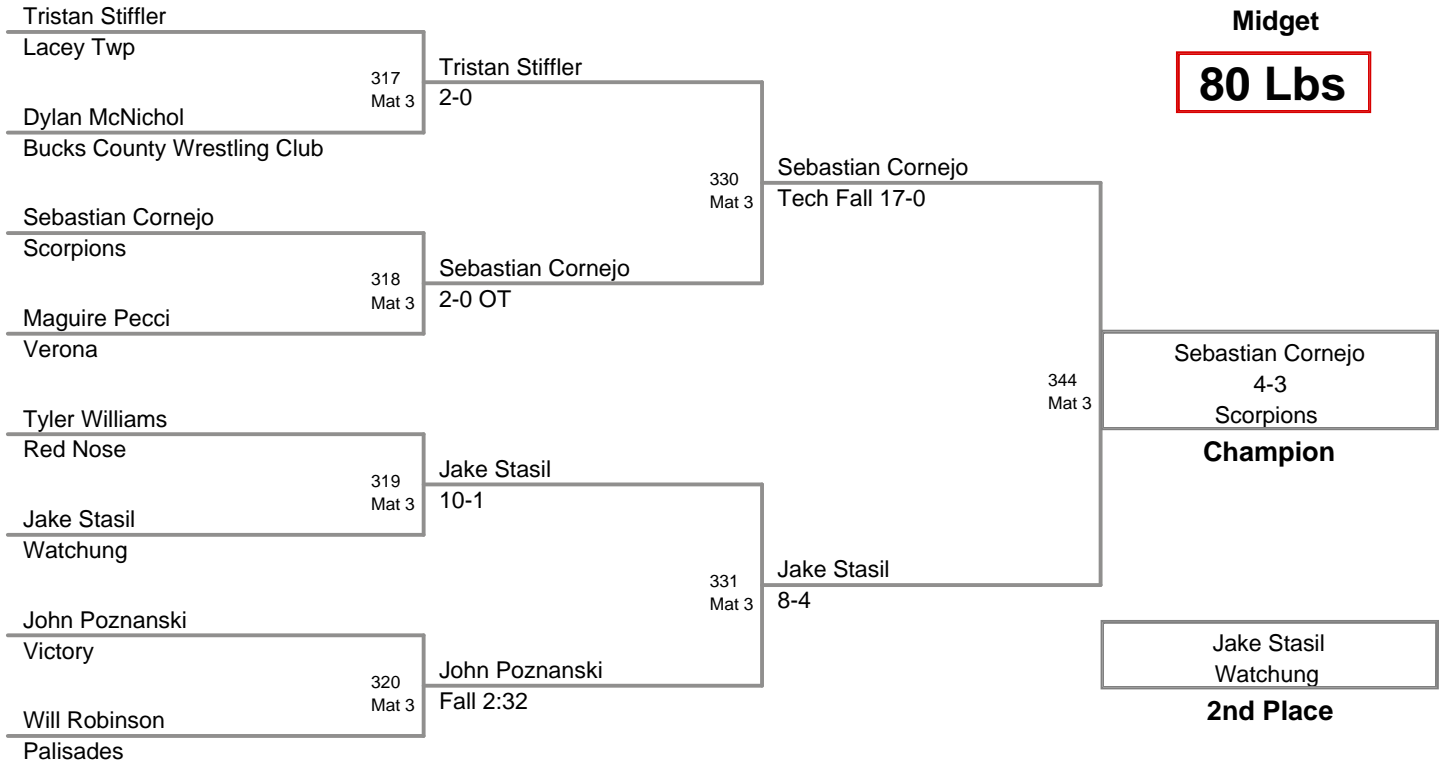 Midget
80 Lbs
Tristan Stiffler
Lacey Twp
317
Mat 3
Dylan McNichol
Bucks County Wrestling Club
Sebastian Cornejo
Scorpions
318
Mat 3
Maguire Pecci
Verona
Tyler Williams
Red Nose
319
Mat 3
Jake Stasil
Watchung
John Poznanski
Victory
320
Mat 3
Will Robinson
Palisades
Tristan Stiffler
2-0
330
Mat 3
Sebastian Cornejo
2-0 OT
Jake Stasil
10-1
331
Mat 3
John Poznanski
Fall 2:32
Sebastian Cornejo
Tech Fall 17-0
344
Mat 3
Jake Stasil
8-4
Sebastian Cornejo
4-3
Scorpions
Champion
Jake Stasil
Watchung
2nd Place